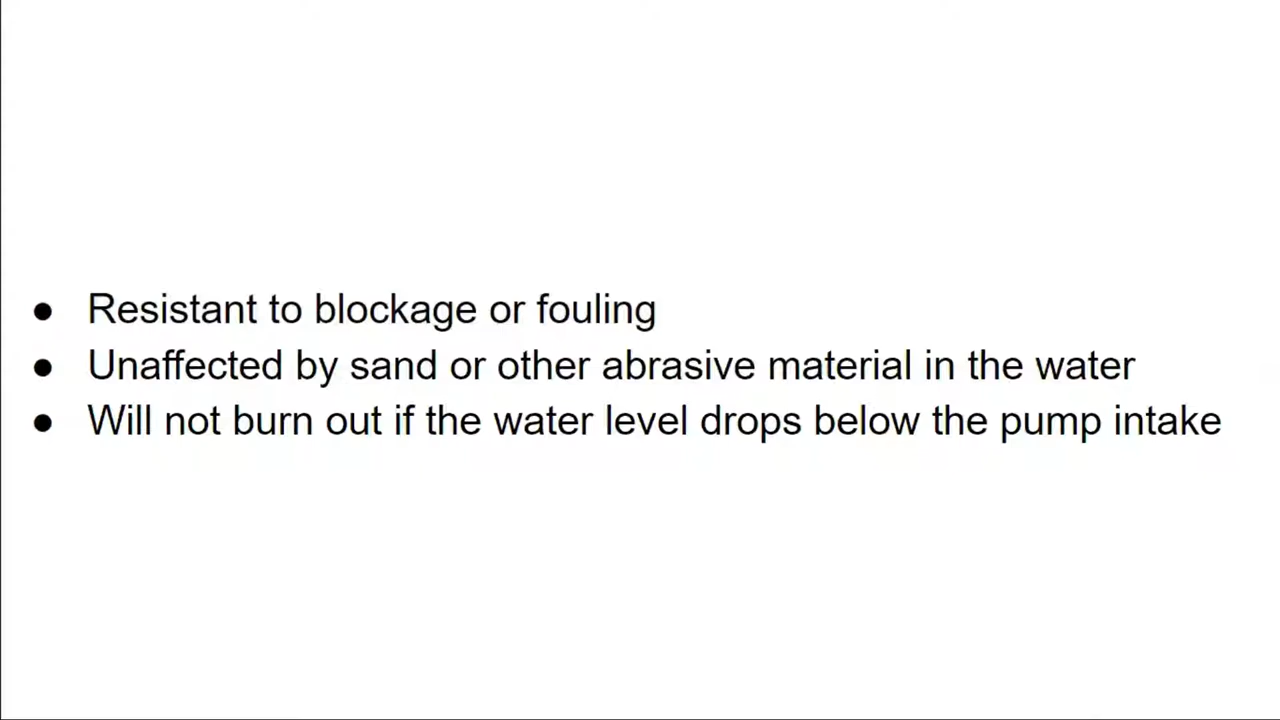 ● Resistant to blockage or fouling
● Unaffected by sand or other abrasive material in the water
● Will not burn out if the water level drops below the pump intake